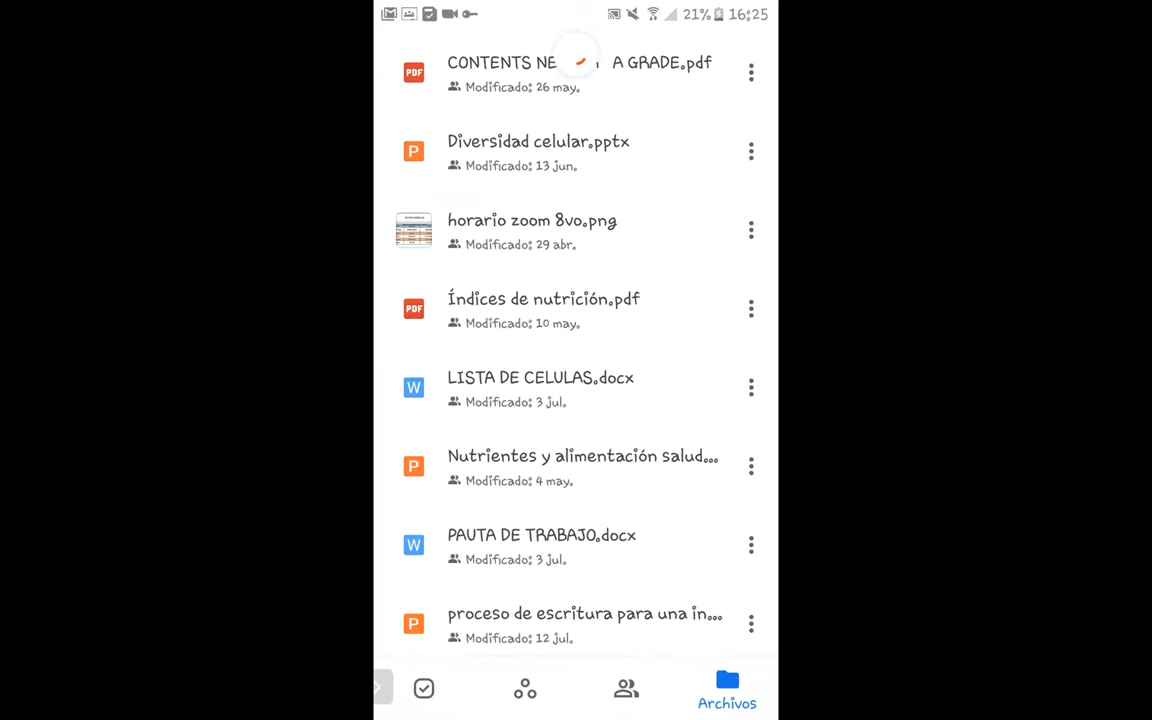 21% 16:25
CONTENTS NE A GRADE.pdf
Modificado: 26 may.
Diversidad celular.pptx
Modificado: 13 jun.
horario zoom 8vo.png
Modificado: 29 abr.
Índices de nutrición.pdf
Modificado: 10 may.
LISTA DE CELULAS.docx
Modificado: 3 jul.
Nutrientes y alimentación salud...
Modificado: 4 may.
PAUTA DE TRABAJO.docx
Modificado: 3 jul.
proceso de escritura para una in...
Modificado: 12 jul.
Archivos
PDF
P
PDF
W
P
W
P